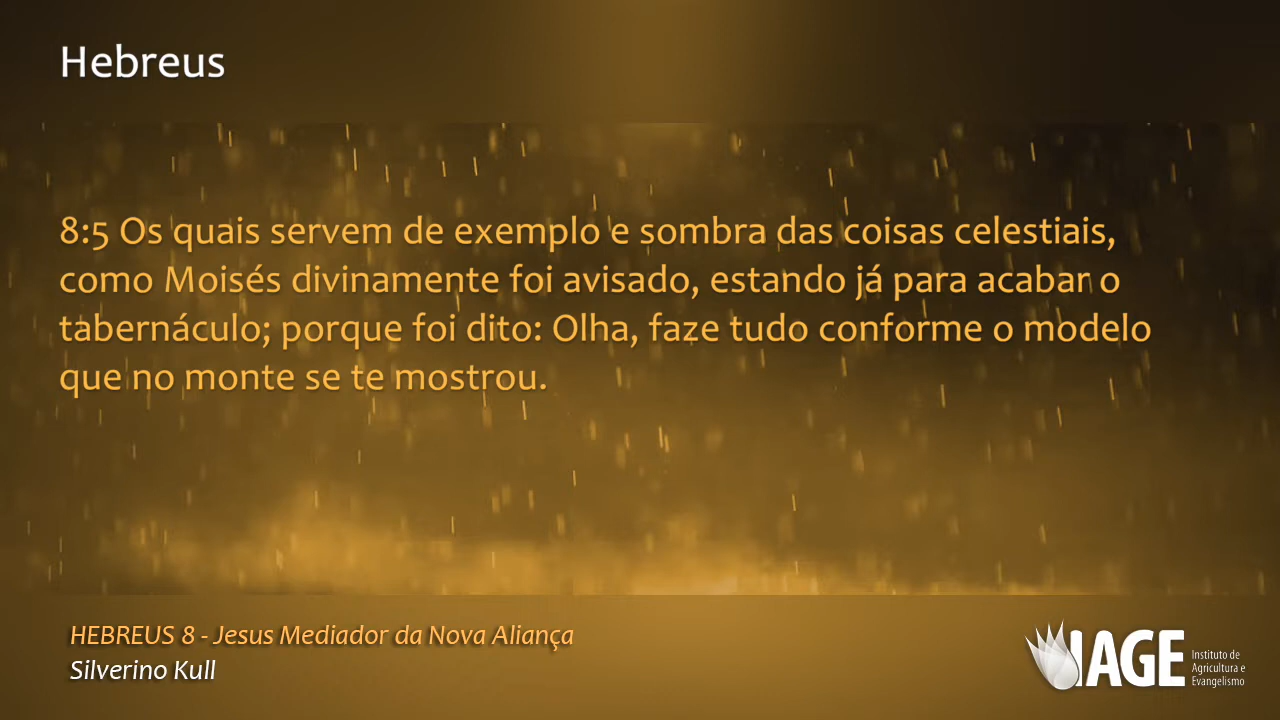 Hebreus
8:5 Os quais servem de exemplo e sombra das coisas celestiais,
como Moisés divinamente foi avisado, estando já para acabar o
tabernáculo; porque foi dito: Olha, faze tudo conforme o modelo
que no monte se te mostrou.
HEBREUS 8 - Jesus Mediador da Nova Aliança
Silverino Kull
IAGE
Instituto de
Agricultura e
Evangelismo